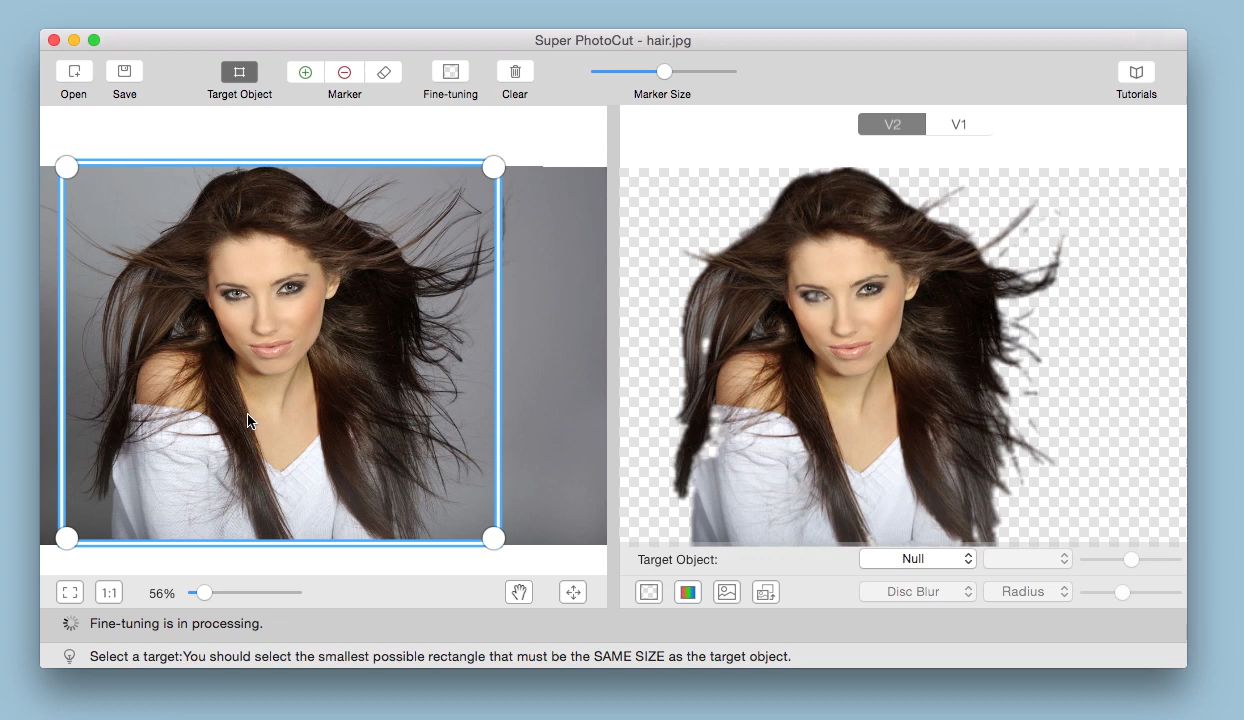 Super PhotoCut - hair.jpg
Open
Save
Target Object
Marker
Fine-tuning
Clear
Marker Size
Tutorials
V2
V1
Target Object:
Null
1:1
56%
Disc Blur
Radius
Fine-tuning is in processing.
Select a target:You should select the smallest possible rectangle that must be the SAME SIZE as the target object.